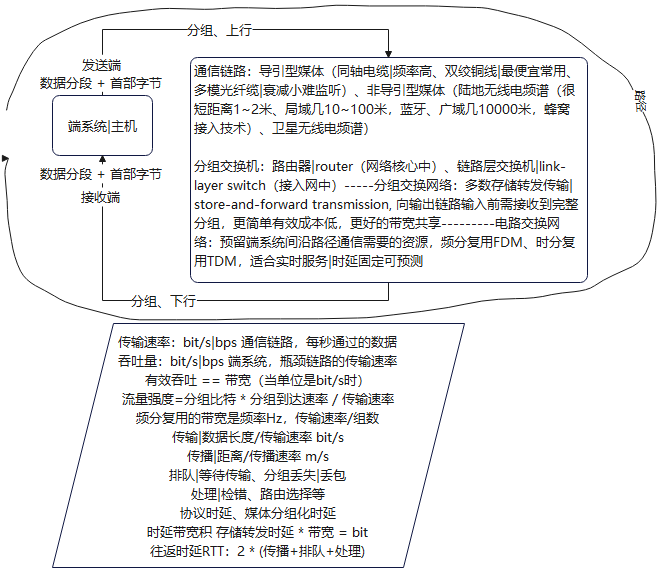 分组、上行
发送端
数据分段 + 首部字节
端系统|主机
数据分段 + 首部字节
接收端
通信链路：导引型媒体（同轴电缆|频率高、双绞铜线|最便宜常用、
多模光纤缆|衰减小难监听）、非导引型媒体（陆地无线电频谱（很
短距离1~2米、局域几10~100米，蓝牙、广域几10000米，蜂窝
接入技术）、卫星无线电频谱）
分组交换机：路由器|router（网络核心中）、链路层交换机|link-
layer switch（接入网中）-----分组交换网络：多数存储转发传输|
store-and-forward transmission, 向输出链路输入前需接收到完整
分组，更简单有效成本低，更好的带宽共享---------电路交换网
络：预留端系统间沿路径通信需要的资源，频分复用FDM、时分复
用TDM，适合实时服务|时延固定可预测
路径
分组、下行
传输速率：bit/s|bps 通信链路，每秒通过的数据
吞吐量：bit/s|bps 端系统，瓶颈链路的传输速率
有效吞吐 == 带宽（当单位是bit/s时）
流量强度=分组比特 * 分组到达速率 / 传输速率
频分复用的带宽是频率Hz，传输速率/组数
传输|数据长度/传输速率 bit/s
传播|距离/传播速率 m/s
排队|等待传输、分组丢失|丢包
处理|检错、路由选择等
协议时延、媒体分组化时延
时延带宽积 存储转发时延 * 带宽 = bit
往返时延RTT：2 * (传播+排队+处理)